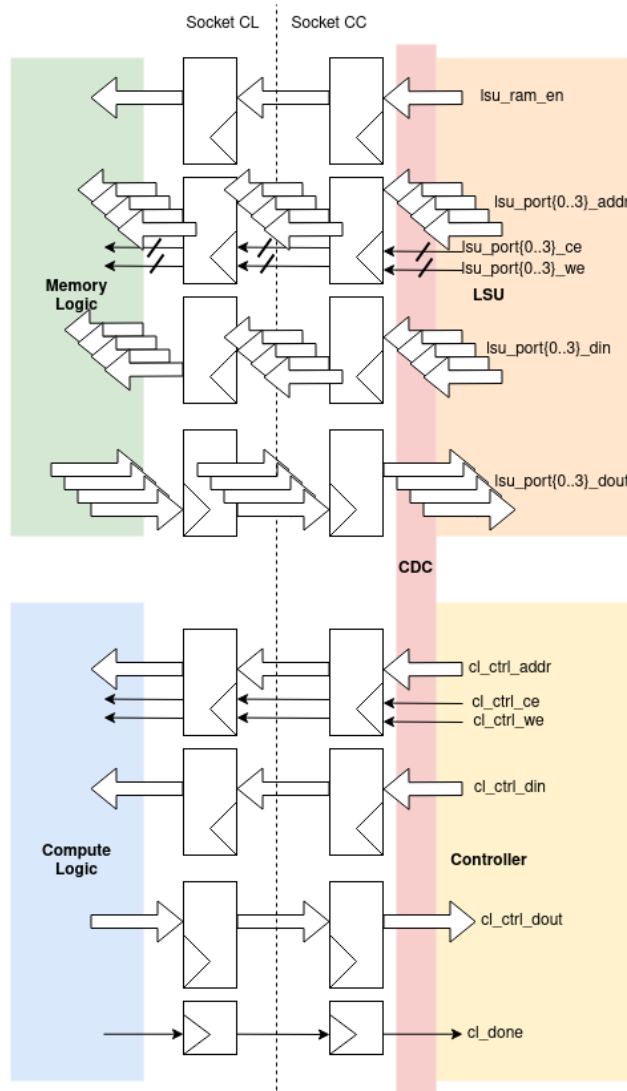 Socket CL
Socket CC
lsu_ram_en
lsu_port{0..3}_addr
lsu_port{0..3}_ce
lsu_port{0..3}_we
Memory
Logic
LSU
lsu_port{0..3}_din
lsu_port{0..3}_dout
CDC
cl_ctrl_addr
cl_ctrl_ce
cl_ctrl_we
cl_ctrl_din
Compute
Logic
Controller
cl_ctrl_dout
cl_done